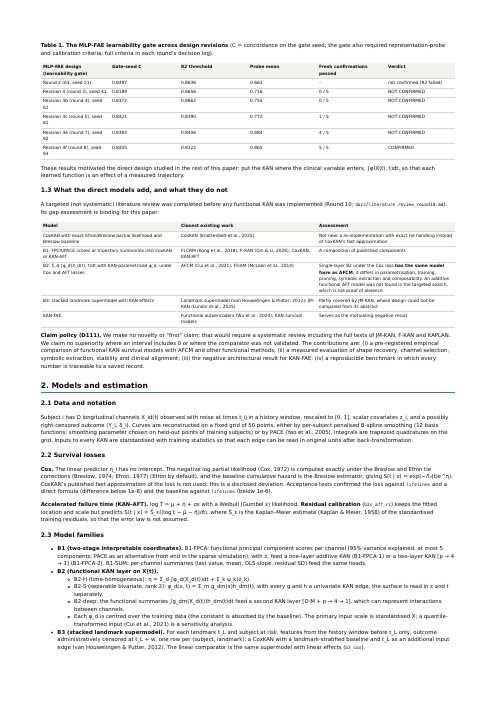 Table 1. The MLP-FAE learnability gate across design revisions (C = concordance on the gate seed; the gate also required representation-probe
and calibration criteria; full criteria in each round's decision log).
MLP-FAE design (learnability gate) Gate-seed C R2 threshold Probe mean Fresh confirmations passed Verdict
Round 2 (A3, seed 21) 0.8497 0.8636 0.663 – not confirmed (R2 failed)
Revision 4 (round 3), seed 41 0.8189 0.8656 0.716 0 / 5 NOT CONFIRMED
Revision 4b (round 4), seed 61 0.8372 0.8662 0.755 0 / 5 NOT CONFIRMED
Revision 4c (round 5), seed 81 0.8421 0.8390 0.772 1 / 5 NOT CONFIRMED
Revision 4e (round 7), seed 92 0.8384 0.8406 0.884 4 / 5 NOT CONFIRMED
Revision 4f (round 8), seed 93 0.8405 0.8322 0.865 5 / 5 CONFIRMED
These results motivated the direct design studied in the rest of this paper: put the KAN where the clinical variable enters, ∫φ(X(t), t)dt, so that each
learned function is an effect of a measured trajectory.
1.3 What the direct models add, and what they do not
A targeted (not systematic) literature review was completed before any functional KAN was implemented (Round 10; docs/literature_review_round10.md).
Its gap assessment is binding for this paper:
Model Closest existing work Assessment
CoxKAN with exact Efron/Breslow partial likelihood and Breslow baseline CoxKAN (Knottenbelt et al., 2025) Not new: a re-implementation with exact tie handling instead of CoxKAN's fast approximation
B1: FPCA/PACE scores or trajectory summaries into CoxKAN or KAN-AFT FLCRM (Kong et al., 2018); F-KAN (Qin & Li, 2026); CoxKAN, KAN-AFT A composition of published components
B2: Σ_d ∫φ_d(X_d(t), t)dt with KAN-parametrised φ_d, under Cox and AFT losses AFCM (Cui et al., 2021); FGAM (McLean et al., 2014) Single-layer B2 under the Cox loss has the same model form as AFCM; it differs in parametrisation, training, pruning, symbolic extraction and composability. An additive functional AFT model was not found in the targeted search, which is not proof of absence
B3: stacked landmark supermodel with KAN effects Landmark supermodel (van Houwelingen & Putter, 2012); JM-KAN (Lundin et al., 2025) Partly covered by JM-KAN, whose design could not be compared from its abstract
KAN-FAE Functional autoencoders (Wu et al., 2024); KAN survival models Serves as the motivating negative result
Claim policy (D111). We make no novelty or "first" claim; that would require a systematic review including the full texts of JM-KAN, F-KAN and KAPLAN.
We claim no superiority where an interval includes 0 or where the comparator was not validated. The contributions are: (i) a pre-registered empirical
comparison of functional KAN survival models with AFCM and other functional methods; (ii) a measured evaluation of shape recovery, channel selection,
symbolic extraction, stability and clinical alignment; (iii) the negative architectural result for KAN-FAE; (iv) a reproducible benchmark in which every
number is traceable to a saved record.
2. Models and estimation
2.1 Data and notation
Subject i has D longitudinal channels X_id(t) observed with noise at times t_ij in a history window, rescaled to [0, 1], scalar covariates z_i, and a possibly
right-censored outcome (Y_i, δ_i). Curves are reconstructed on a fixed grid of 50 points, either by per-subject penalised B-spline smoothing (12 basis
functions; smoothing parameter chosen on held-out points of training subjects) or by PACE (Yao et al., 2005). Integrals are trapezoid quadratures on the
grid. Inputs to every KAN are standardised with training statistics so that each edge can be read in original units after back-transformation.
2.2 Survival losses
Cox. The linear predictor η_i has no intercept. The negative log partial likelihood (Cox, 1972) is computed exactly under the Breslow and Efron tie corrections
(Breslow, 1974; Efron, 1977) (Efron by default), and the baseline cumulative hazard is the Breslow estimator, giving S(t | x) = exp(−Λ₀(t)e^η).
CoxKAN's published fast approximation of the loss is not used; this is a disclosed deviation. Acceptance tests confirmed the loss against lifelines and a
direct formula (difference below 1e-8) and the baseline against lifelines (below 1e-6).
Accelerated failure time (KAN-AFT). log T = μ + η + σε with a Weibull (Gumbel ε) likelihood. Residual calibration (b2s_aft_rc) keeps the fitted
location and scale but predicts S(t | x) = Ŝ_ε((log t − μ̂ − η̂)/σ̂), where Ŝ_ε is the Kaplan–Meier estimate (Kaplan & Meier, 1958) of the standardised
training residuals, so that the error law is not assumed.
2.3 Model families
• B1 (two-stage interpretable coordinates). B1-FPCA: functional principal component scores per channel (95% variance explained, at most 5
components; PACE as an alternative front end in the sparse simulation), with z, feed a one-layer additive KAN (B1-FPCA-1) or a two-layer KAN [p → 4
→ 1] (B1-FPCA-2). B1-SUM: per-channel summaries (last value, mean, OLS slope, residual SD) feed the same heads.
• B2 (functional KAN layer on X(t)).
○ B2-H (time-homogeneous): η = Σ_d ∫φ_d(X_d(t))dt + Σ_k ψ_k(z_k).
○ B2-S (separable bivariate, rank 2): φ_d(x, t) = Σ_m g_dm(x)h_dm(t), with every g and h a univariate KAN edge; the surface is read in x and t
separately.
○ B2-deep: the functional summaries ∫g_dm(X_d(t))h_dm(t)dt feed a second KAN layer [D·M + p → 4 → 1], which can represent interactions
between channels.
○ Each φ_d is centred over the training data (the constant is absorbed by the baseline). The primary input scale is standardised X; a quantile-
transformed input (Cui et al., 2021) is a sensitivity analysis.
• B3 (stacked landmark supermodel). For each landmark t_L and subject at risk, features from the history window before t_L only, outcome
administratively censored at t_L + w, one row per (subject, landmark); a CoxKAN with a landmark-stratified baseline and t_L as an additional input
edge (van Houwelingen & Putter, 2012). The linear comparator is the same supermodel with linear effects (b3_cox).